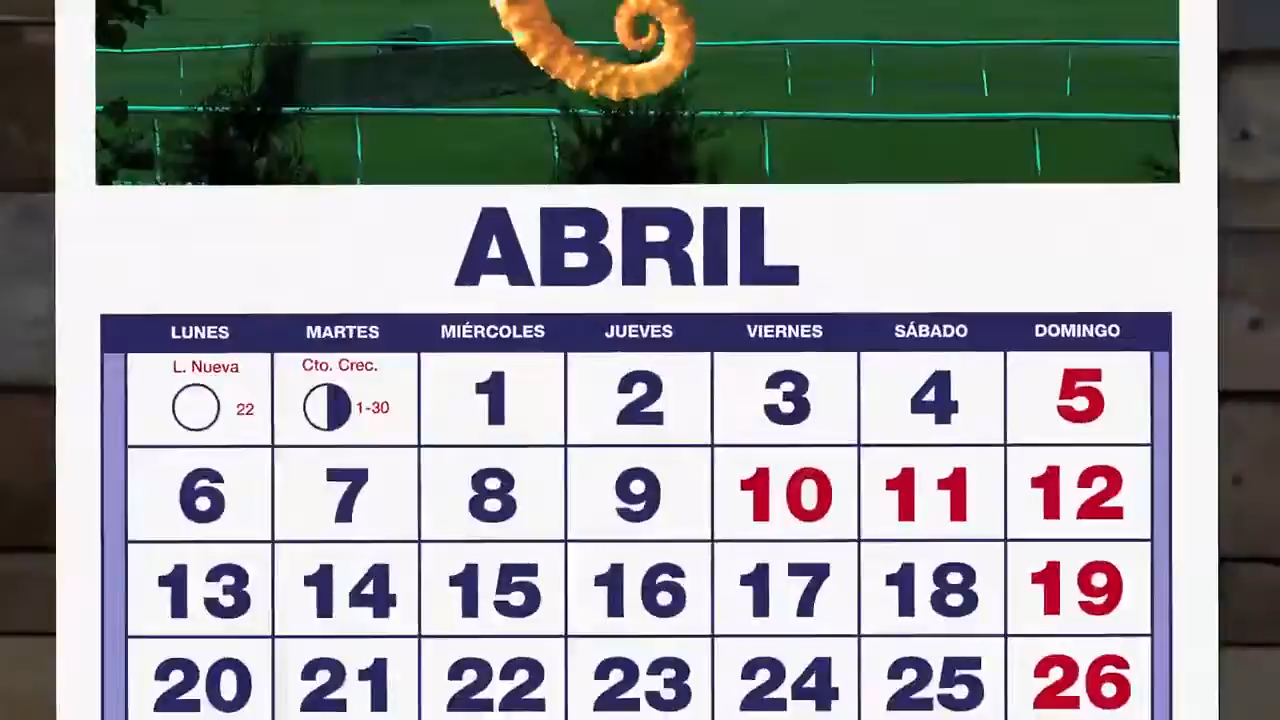 ABRIL
LUNES MARTES MIÉRCOLES JUEVES VIERNES SÁBADO DOMINGO
L. Nueva 22 Cto. Crec. 1-30 1 2 3 4 5
6 7 8 9 10 11 12
13 14 15 16 17 18 19
20 21 22 23 24 25 26